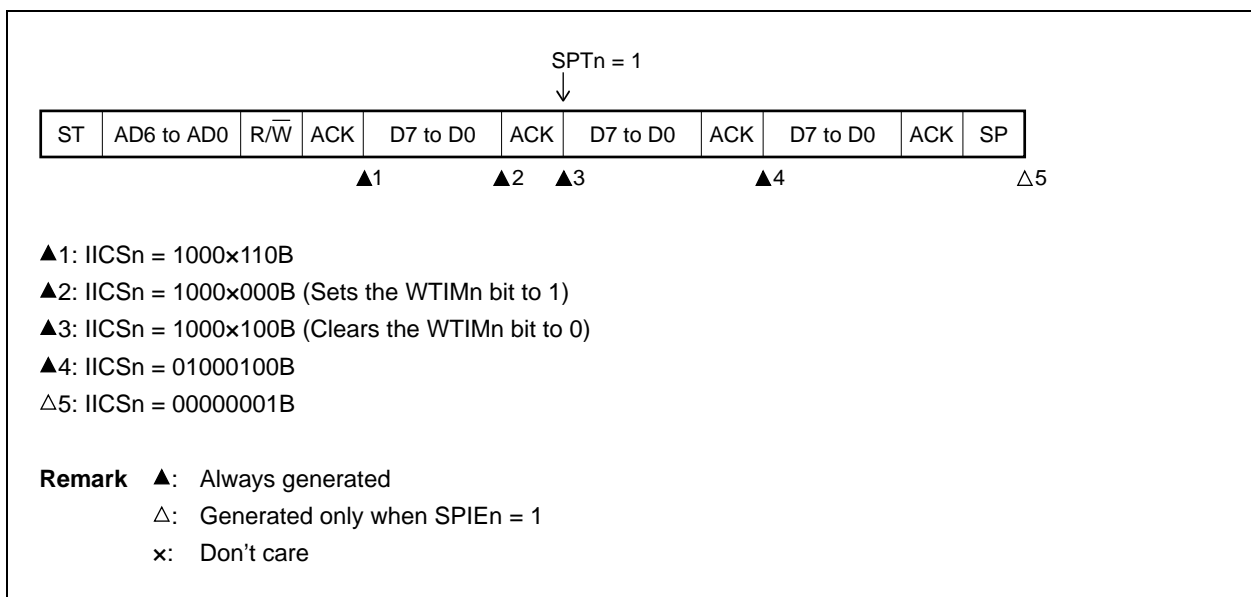 SPTn = 1
ST AD6 to AD0 R/W̅ ACK D7 to D0 ACK D7 to D0 ACK D7 to D0 ACK SP
▲1 ▲2 ▲3 ▲4 △5
▲1: IICSn = 1000×110B
▲2: IICSn = 1000×000B (Sets the WTIMn bit to 1)
▲3: IICSn = 1000×100B (Clears the WTIMn bit to 0)
▲4: IICSn = 01000100B
△5: IICSn = 00000001B
Remark ▲: Always generated
△: Generated only when SPIEn = 1
×: Don't care